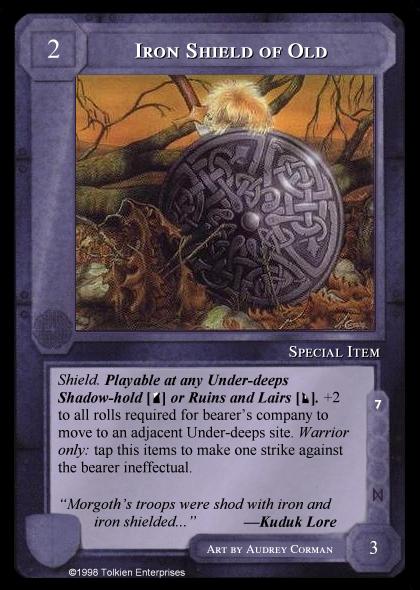 2
IRON SHIELD OF OLD
SPECIAL ITEM
Shield. Playable at any Under-deeps
Shadow-hold [] or Ruins and Lairs []. +2
to all rolls required for bearer's company to
move to an adjacent Under-deeps site. Warrior
only: tap this items to make one strike against
the bearer ineffectual.
7
"Morgoth's troops were shod with iron and
iron shielded..." —Kuduk Lore
ART BY AUDREY CORMAN
3
©1998 Tolkien Enterprises